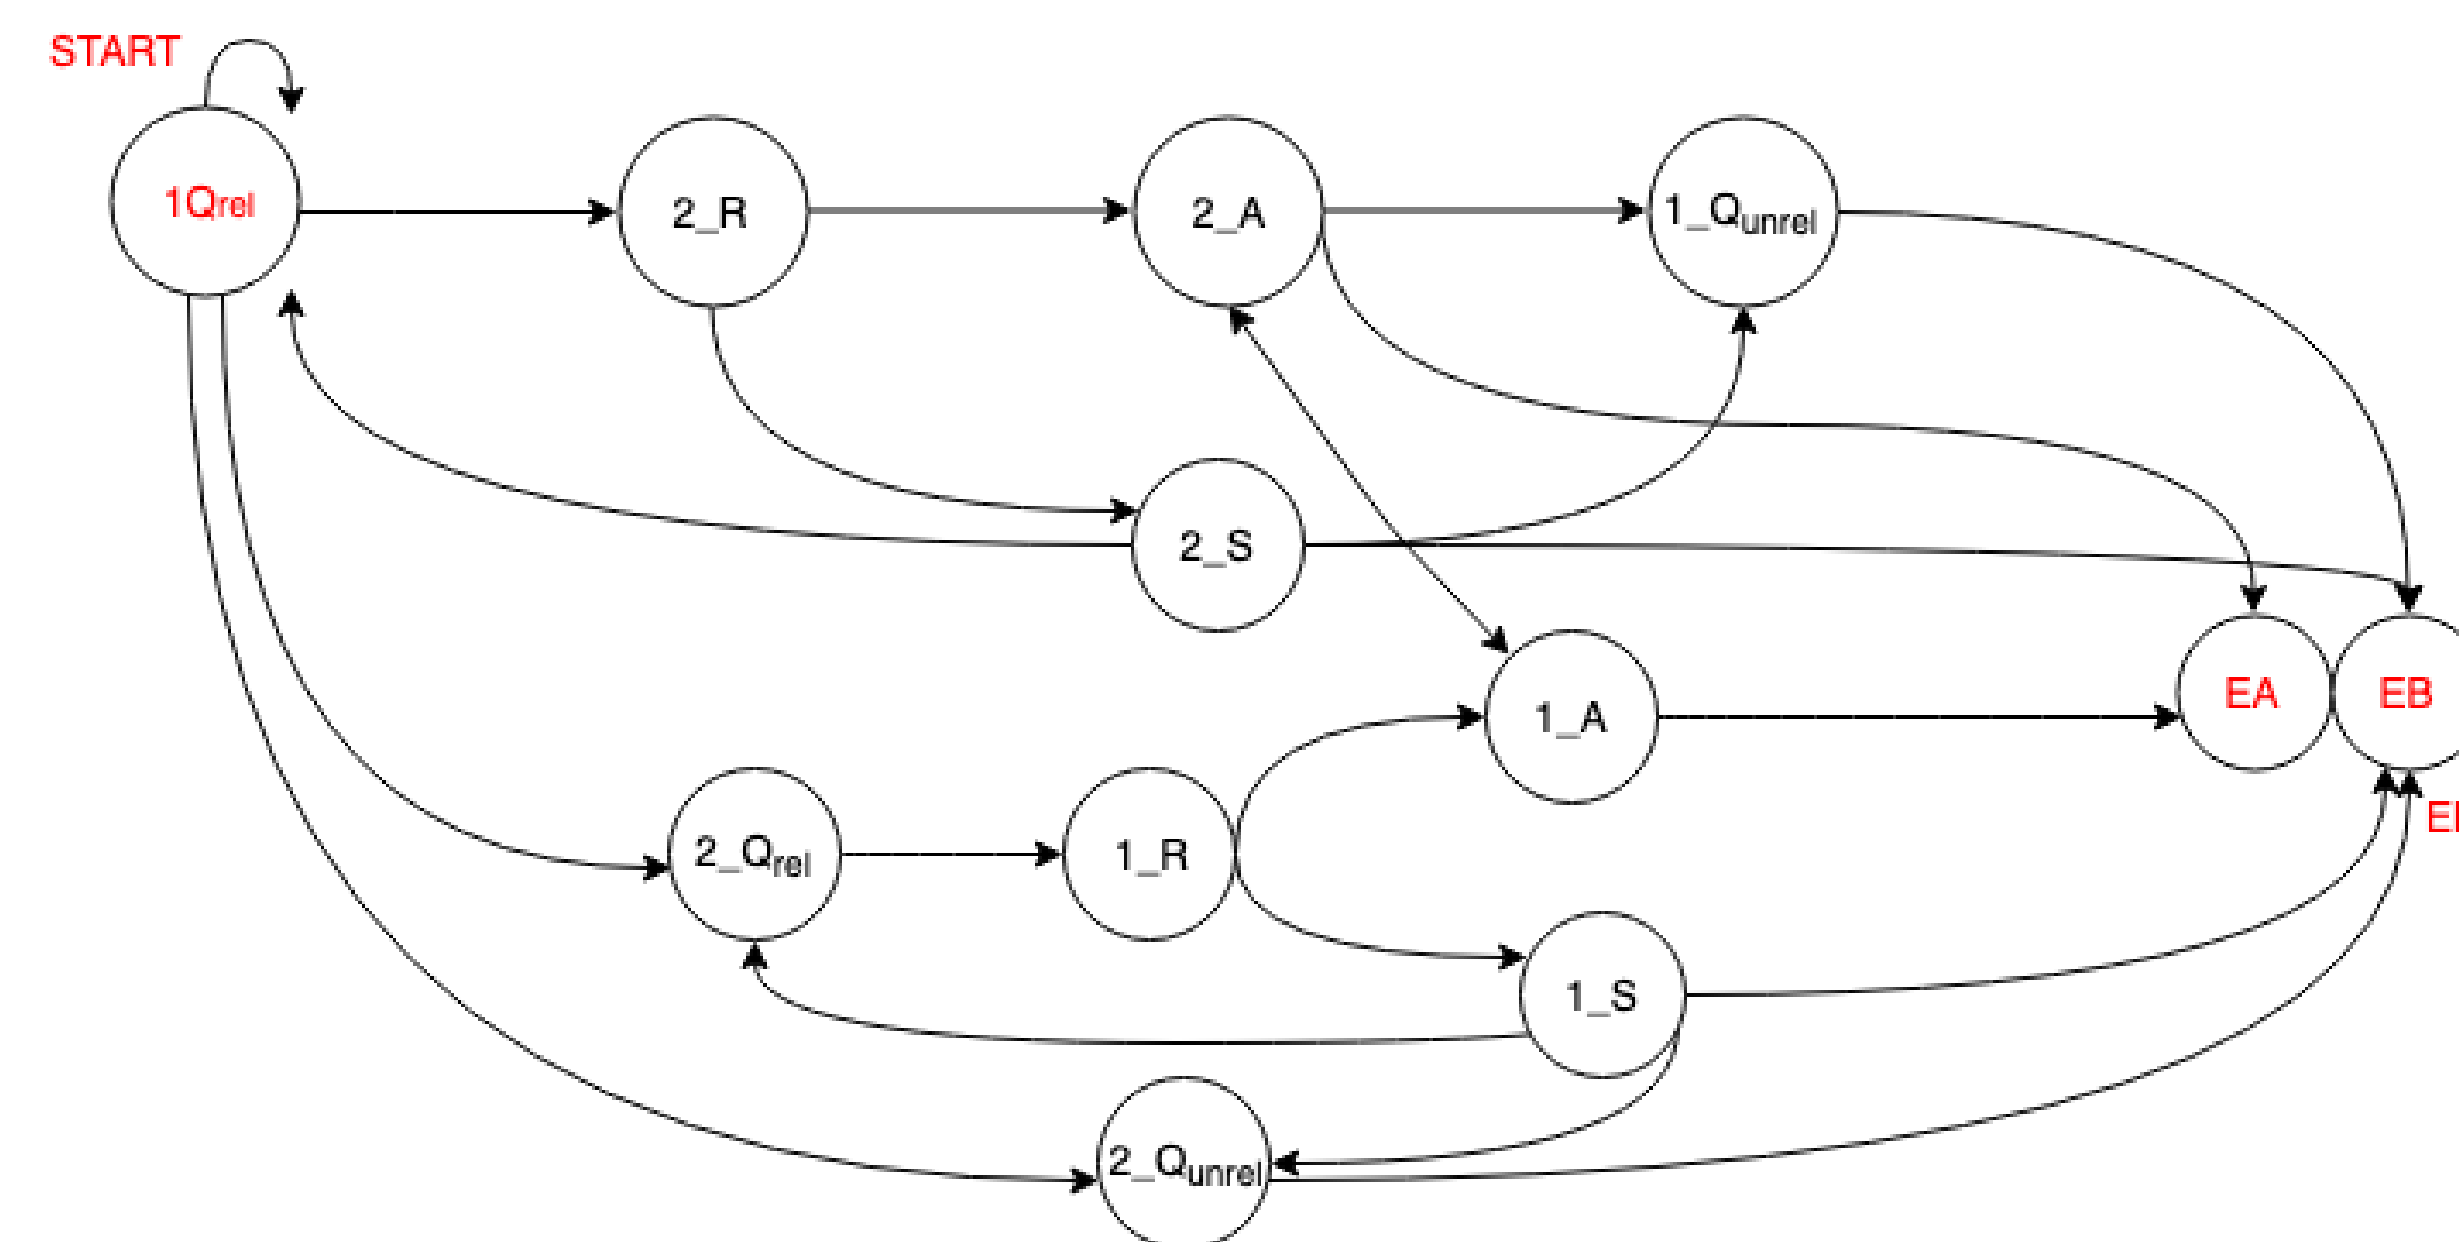 START
1Qrel
2_R
2_A
1_Qunrel
2_S
EA
EB
1_A
2_Qrel
1_R
1_S
2_Qunrel